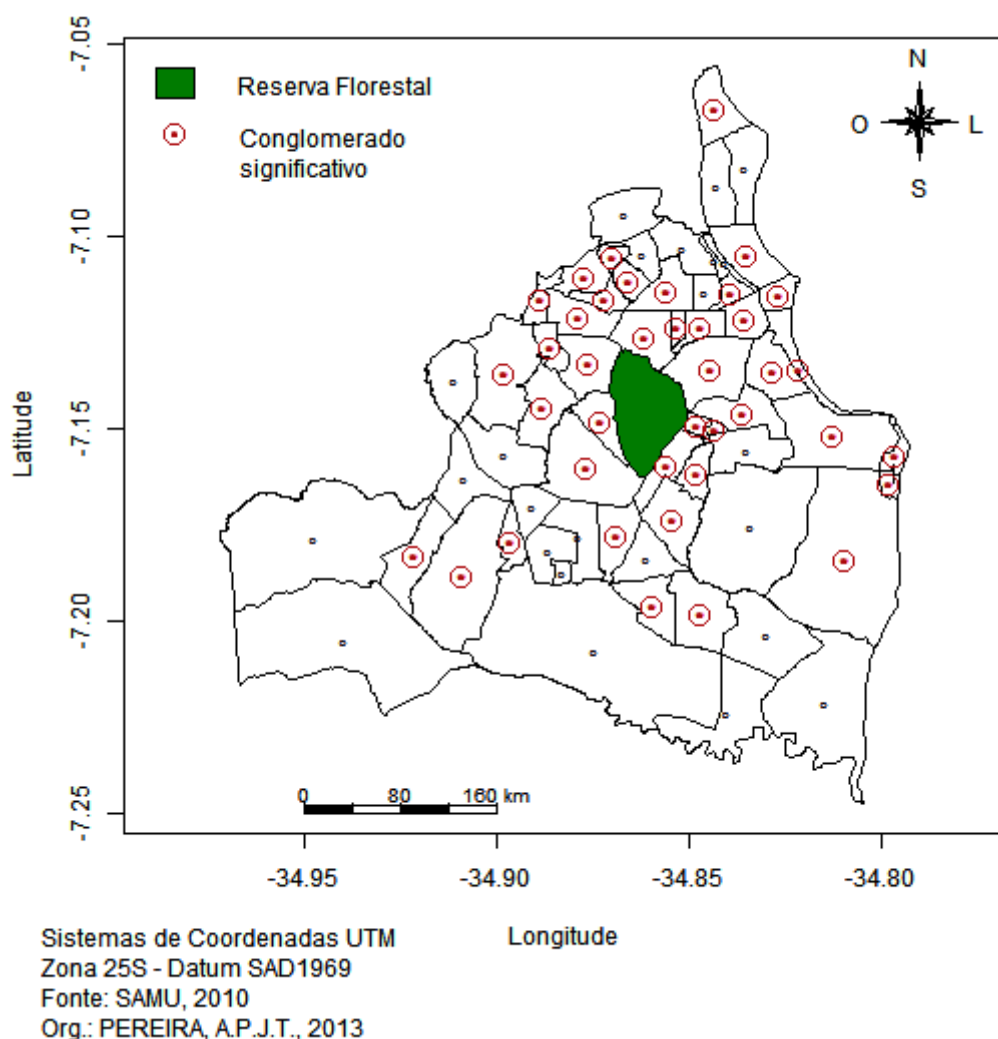 -7.05
-7.10
-7.15
-7.20
-7.25
Latitude
Reserva Florestal
Conglomerado
significativo
N
O
L
S
0 80 160 km
-34.95 -34.90 -34.85 -34.80
Longitude
Sistemas de Coordenadas UTM
Zona 25S - Datum SAD1969
Fonte: SAMU, 2010
Org.: PEREIRA, A.P.J.T., 2013